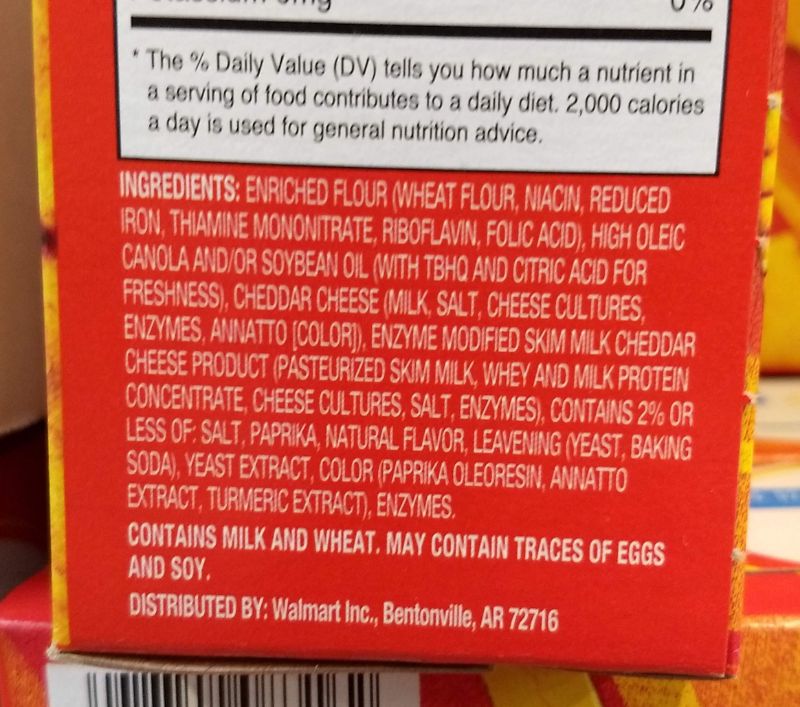 0%
* The % Daily Value (DV) tells you how much a nutrient in
a serving of food contributes to a daily diet. 2,000 calories
a day is used for general nutrition advice.
INGREDIENTS: ENRICHED FLOUR (WHEAT FLOUR, NIACIN, REDUCED
IRON, THIAMINE MONONITRATE, RIBOFLAVIN, FOLIC ACID), HIGH OLEIC
CANOLA AND/OR SOYBEAN OIL (WITH TBHQ AND CITRIC ACID FOR
FRESHNESS), CHEDDAR CHEESE (MILK, SALT, CHEESE CULTURES,
ENZYMES, ANNATTO [COLOR]), ENZYME MODIFIED SKIM MILK CHEDDAR
CHEESE PRODUCT (PASTEURIZED SKIM MILK, WHEY AND MILK PROTEIN
CONCENTRATE, CHEESE CULTURES, SALT, ENZYMES), CONTAINS 2% OR
LESS OF: SALT, PAPRIKA, NATURAL FLAVOR, LEAVENING (YEAST, BAKING
SODA), YEAST EXTRACT, COLOR (PAPRIKA OLEORESIN, ANNATTO
EXTRACT, TURMERIC EXTRACT), ENZYMES.
CONTAINS MILK AND WHEAT. MAY CONTAIN TRACES OF EGGS
AND SOY.
DISTRIBUTED BY: Walmart Inc., Bentonville, AR 72716